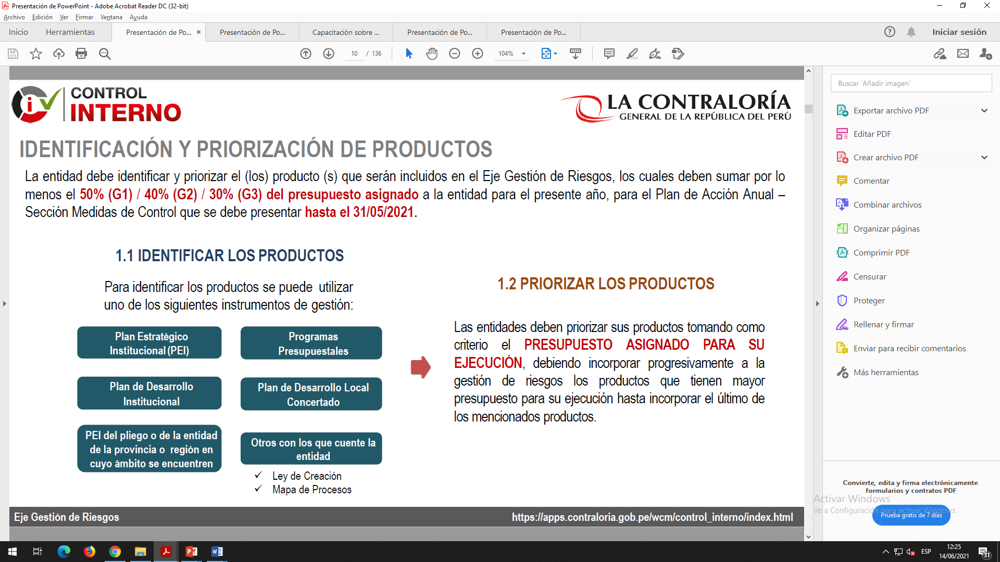 Presentación de PowerPoint - Adobe Acrobat Reader DC (32-bit)
Archivo Edición Ver Firmar Ventana Ayuda
Inicio Herramientas Presentación de Po... × Presentación de Po... Capacitación sobre ... Presentación de Po... Presentación de Po... Iniciar sesión
10 / 136 104%
CONTROL
INTERNO
LA CONTRALORÍA
GENERAL DE LA REPÚBLICA DEL PERÚ
IDENTIFICACIÓN Y PRIORIZACIÓN DE PRODUCTOS
La entidad debe identificar y priorizar el (los) producto (s) que serán incluidos en el Eje Gestión de Riesgos, los cuales deben sumar por lo
menos el 50% (G1) / 40% (G2) / 30% (G3) del presupuesto asignado a la entidad para el presente año, para el Plan de Acción Anual –
Sección Medidas de Control que se debe presentar hasta el 31/05/2021.
1.1 IDENTIFICAR LOS PRODUCTOS
Para identificar los productos se puede utilizar
uno de los siguientes instrumentos de gestión:
Plan Estratégico
Institucional (PEI)
Programas
Presupuestales
Plan de Desarrollo
Institucional
Plan de Desarrollo Local
Concertado
PEI del pliego o de la entidad
de la provincia o región en
cuyo ámbito se encuentren
Otros con los que cuente la
entidad
✓ Ley de Creación
✓ Mapa de Procesos
1.2 PRIORIZAR LOS PRODUCTOS
Las entidades deben priorizar sus productos tomando como
criterio el PRESUPUESTO ASIGNADO PARA SU
EJECUCIÓN, debiendo incorporar progresivamente a la
gestión de riesgos los productos que tienen mayor
presupuesto para su ejecución hasta incorporar el último de
los mencionados productos.
Eje Gestión de Riesgos
https://apps.contraloria.gob.pe/wcm/control_interno/index.html
Buscar 'Añadir imagen'
Exportar archivo PDF
Editar PDF
Crear archivo PDF
Comentar
Combinar archivos
Organizar páginas
Comprimir PDF
Censurar
Proteger
Rellenar y firmar
Enviar para recibir comentarios
Más herramientas
Convierte, edita y firma electrónicamente
formularios y contratos PDF
Activar Windows
Ve a Configuración para activar Windows.
Prueba gratis de 7 días
ESP
12:25
14/06/2021
31